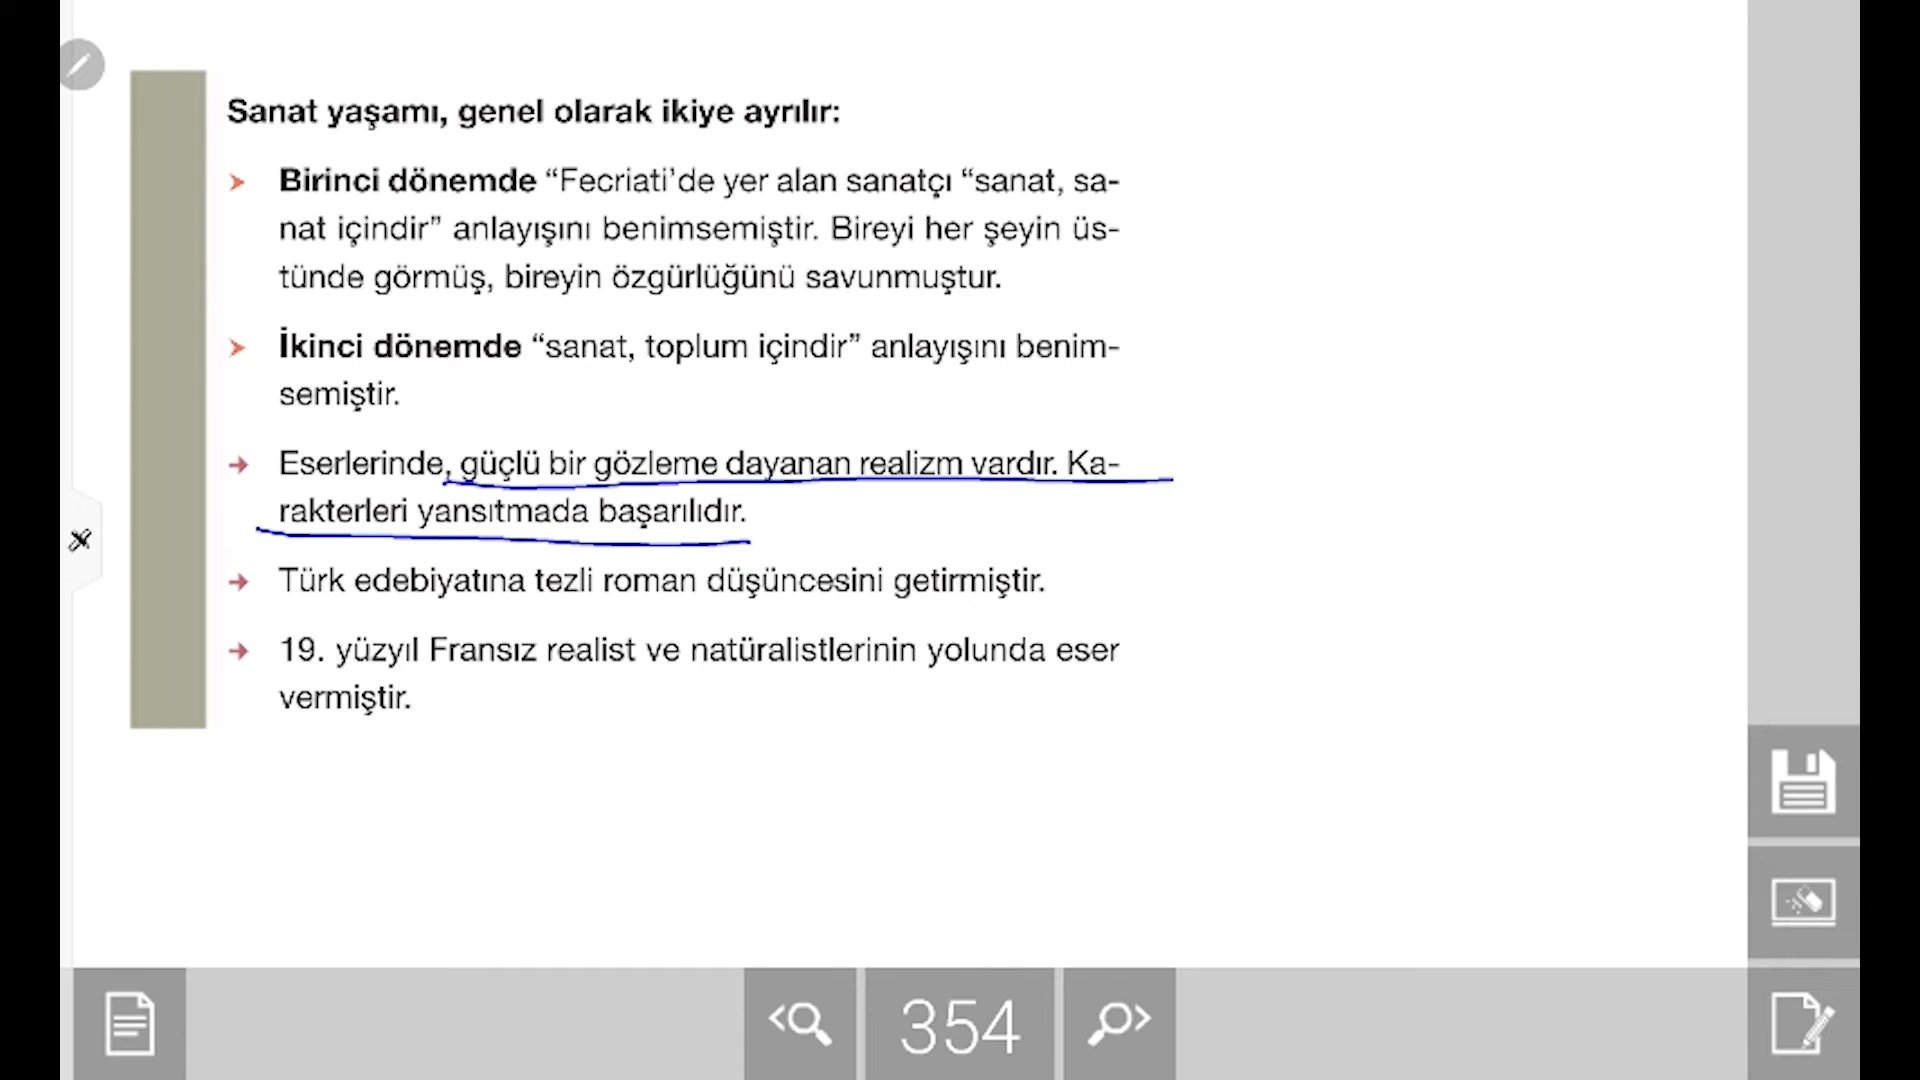 Sanat yaşamı, genel olarak ikiye ayrılır:
Birinci dönemde “Fecriati’de yer alan sanatçı “sanat, sa-
nat içindir” anlayışını benimsemiştir. Bireyi her şeyin üs-
tünde görmüş, bireyin özgürlüğünü savunmuştur.
İkinci dönemde “sanat, toplum içindir” anlayışını benim-
semiştir.
Eserlerinde, güçlü bir gözleme dayanan realizm vardır. Ka-
rakterleri yansıtmada başarılıdır.
Türk edebiyatına tezli roman düşüncesini getirmiştir.
19. yüzyıl Fransız realist ve natüralistlerinin yolunda eser
vermiştir.
354